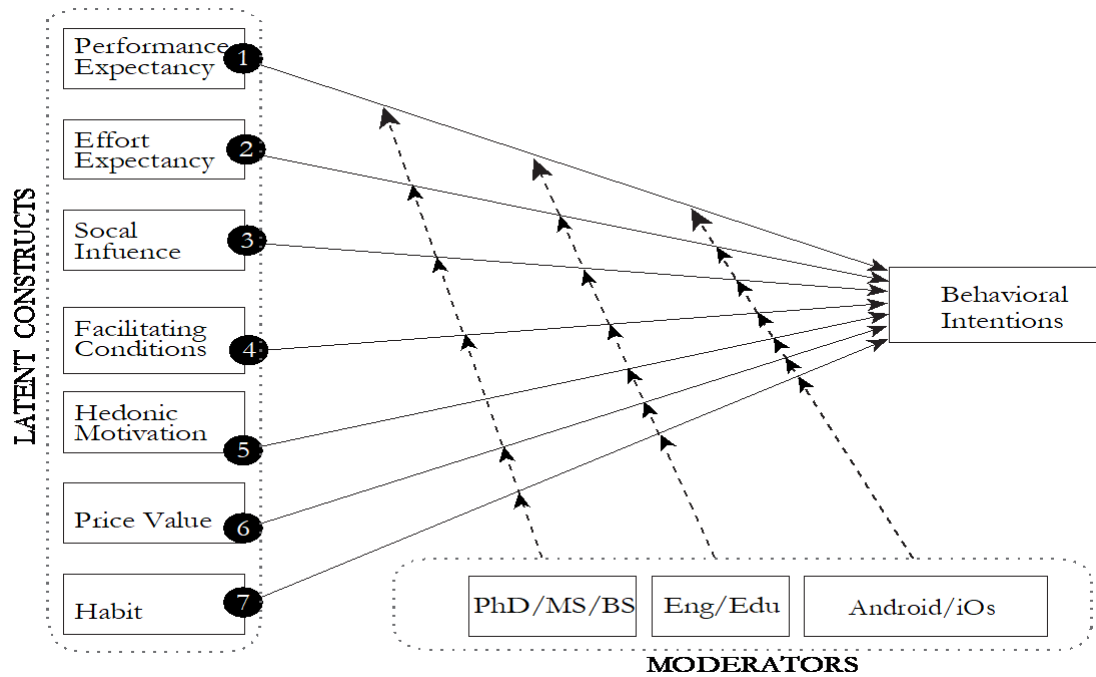 LATENT CONSTRUCTS
Performance
Expectancy
1
Effort
Expectancy
2
Socal
Infuence
3
Facilitating
Conditions
4
Hedonic
Motivation
5
Price Value
6
Habit
7
Behavioral
Intentions
PhD/MS/BS
Eng/Edu
Android/iOs
MODERATORS